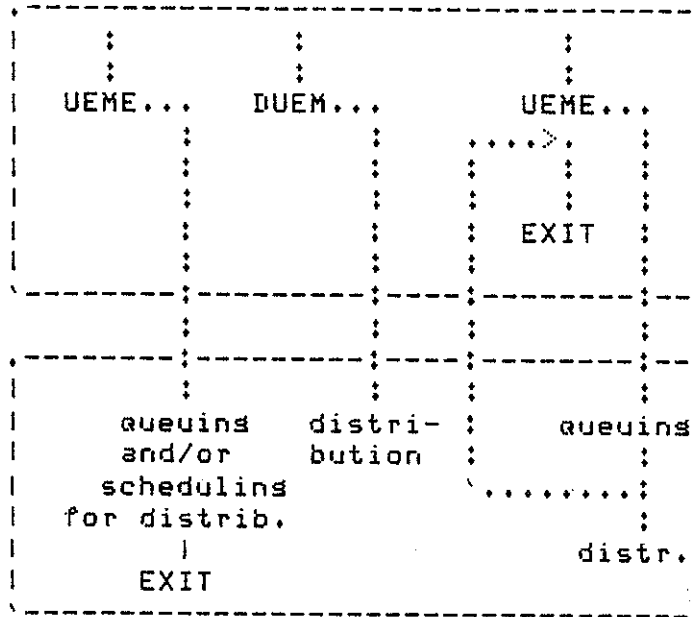 UEME... DUEM... UEME...
EXIT
queuing distri- queuing
and/or bution
scheduling
for distrib.
distr.
EXIT